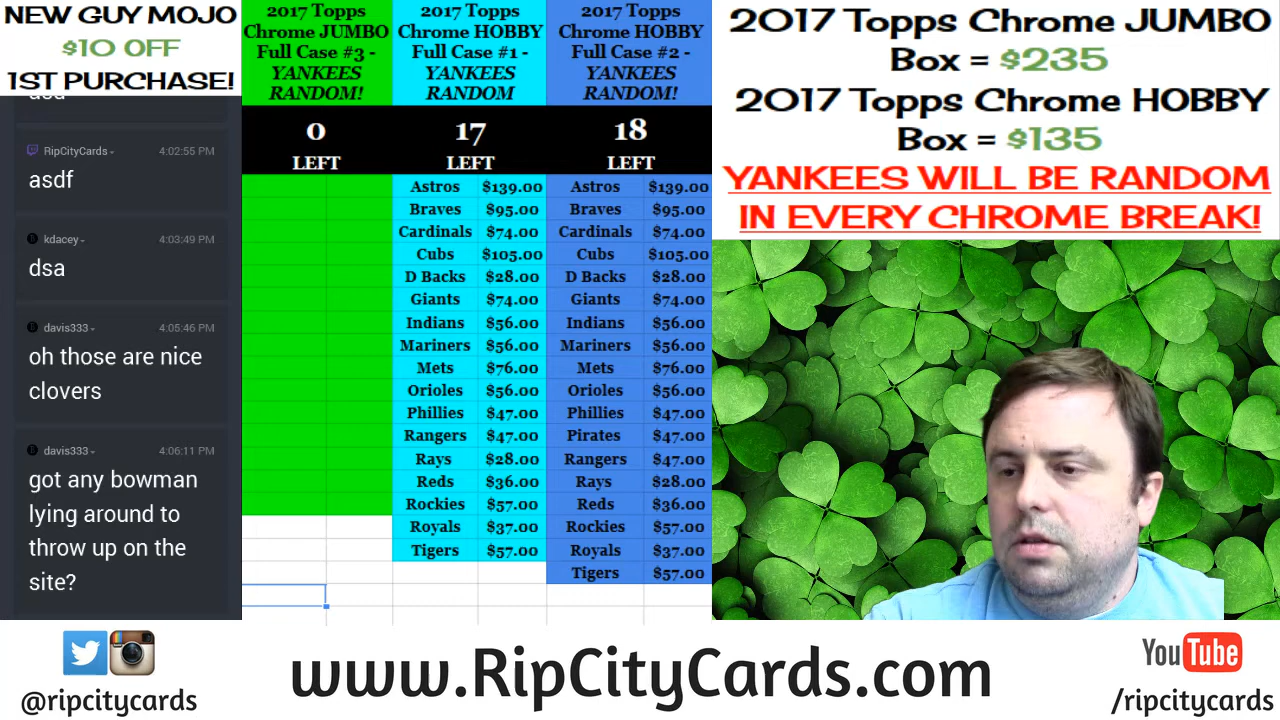 NEW GUY MOJO
$10 OFF
1ST PURCHASE!
RipCityCards
4:02:55 PM
asdf
kdacey
4:03:49 PM
dsa
davis333
4:05:46 PM
oh those are nice
clovers
davis333
4:06:11 PM
got any bowman
lying around to
throw up on the
site?
2017 Topps
Chrome JUMBO
Full Case #3 -
YANKEES
RANDOM!
0
LEFT
2017 Topps
Chrome HOBBY
Full Case #1 -
YANKEES
RANDOM
17
LEFT
Astros $139.00
Braves $95.00
Cardinals $74.00
Cubs $105.00
D Backs $28.00
Giants $74.00
Indians $56.00
Mariners $56.00
Mets $76.00
Orioles $56.00
Phillies $47.00
Rangers $47.00
Rays $28.00
Reds $36.00
Rockies $57.00
Royals $37.00
Tigers $57.00
2017 Topps
Chrome HOBBY
Full Case #2 -
YANKEES
RANDOM!
18
LEFT
Astros $139.00
Braves $95.00
Cardinals $74.00
Cubs $105.00
D Backs $28.00
Giants $74.00
Indians $56.00
Mariners $56.00
Mets $76.00
Orioles $56.00
Phillies $47.00
Pirates $47.00
Rangers $47.00
Rays $28.00
Reds $36.00
Rockies $57.00
Royals $37.00
Tigers $57.00
2017 Topps Chrome JUMBO
Box = $235
2017 Topps Chrome HOBBY
Box = $135
YANKEES WILL BE RANDOM
IN EVERY CHROME BREAK!
@ripcitycards
www.RipCityCards.com
YouTube
/ripcitycards